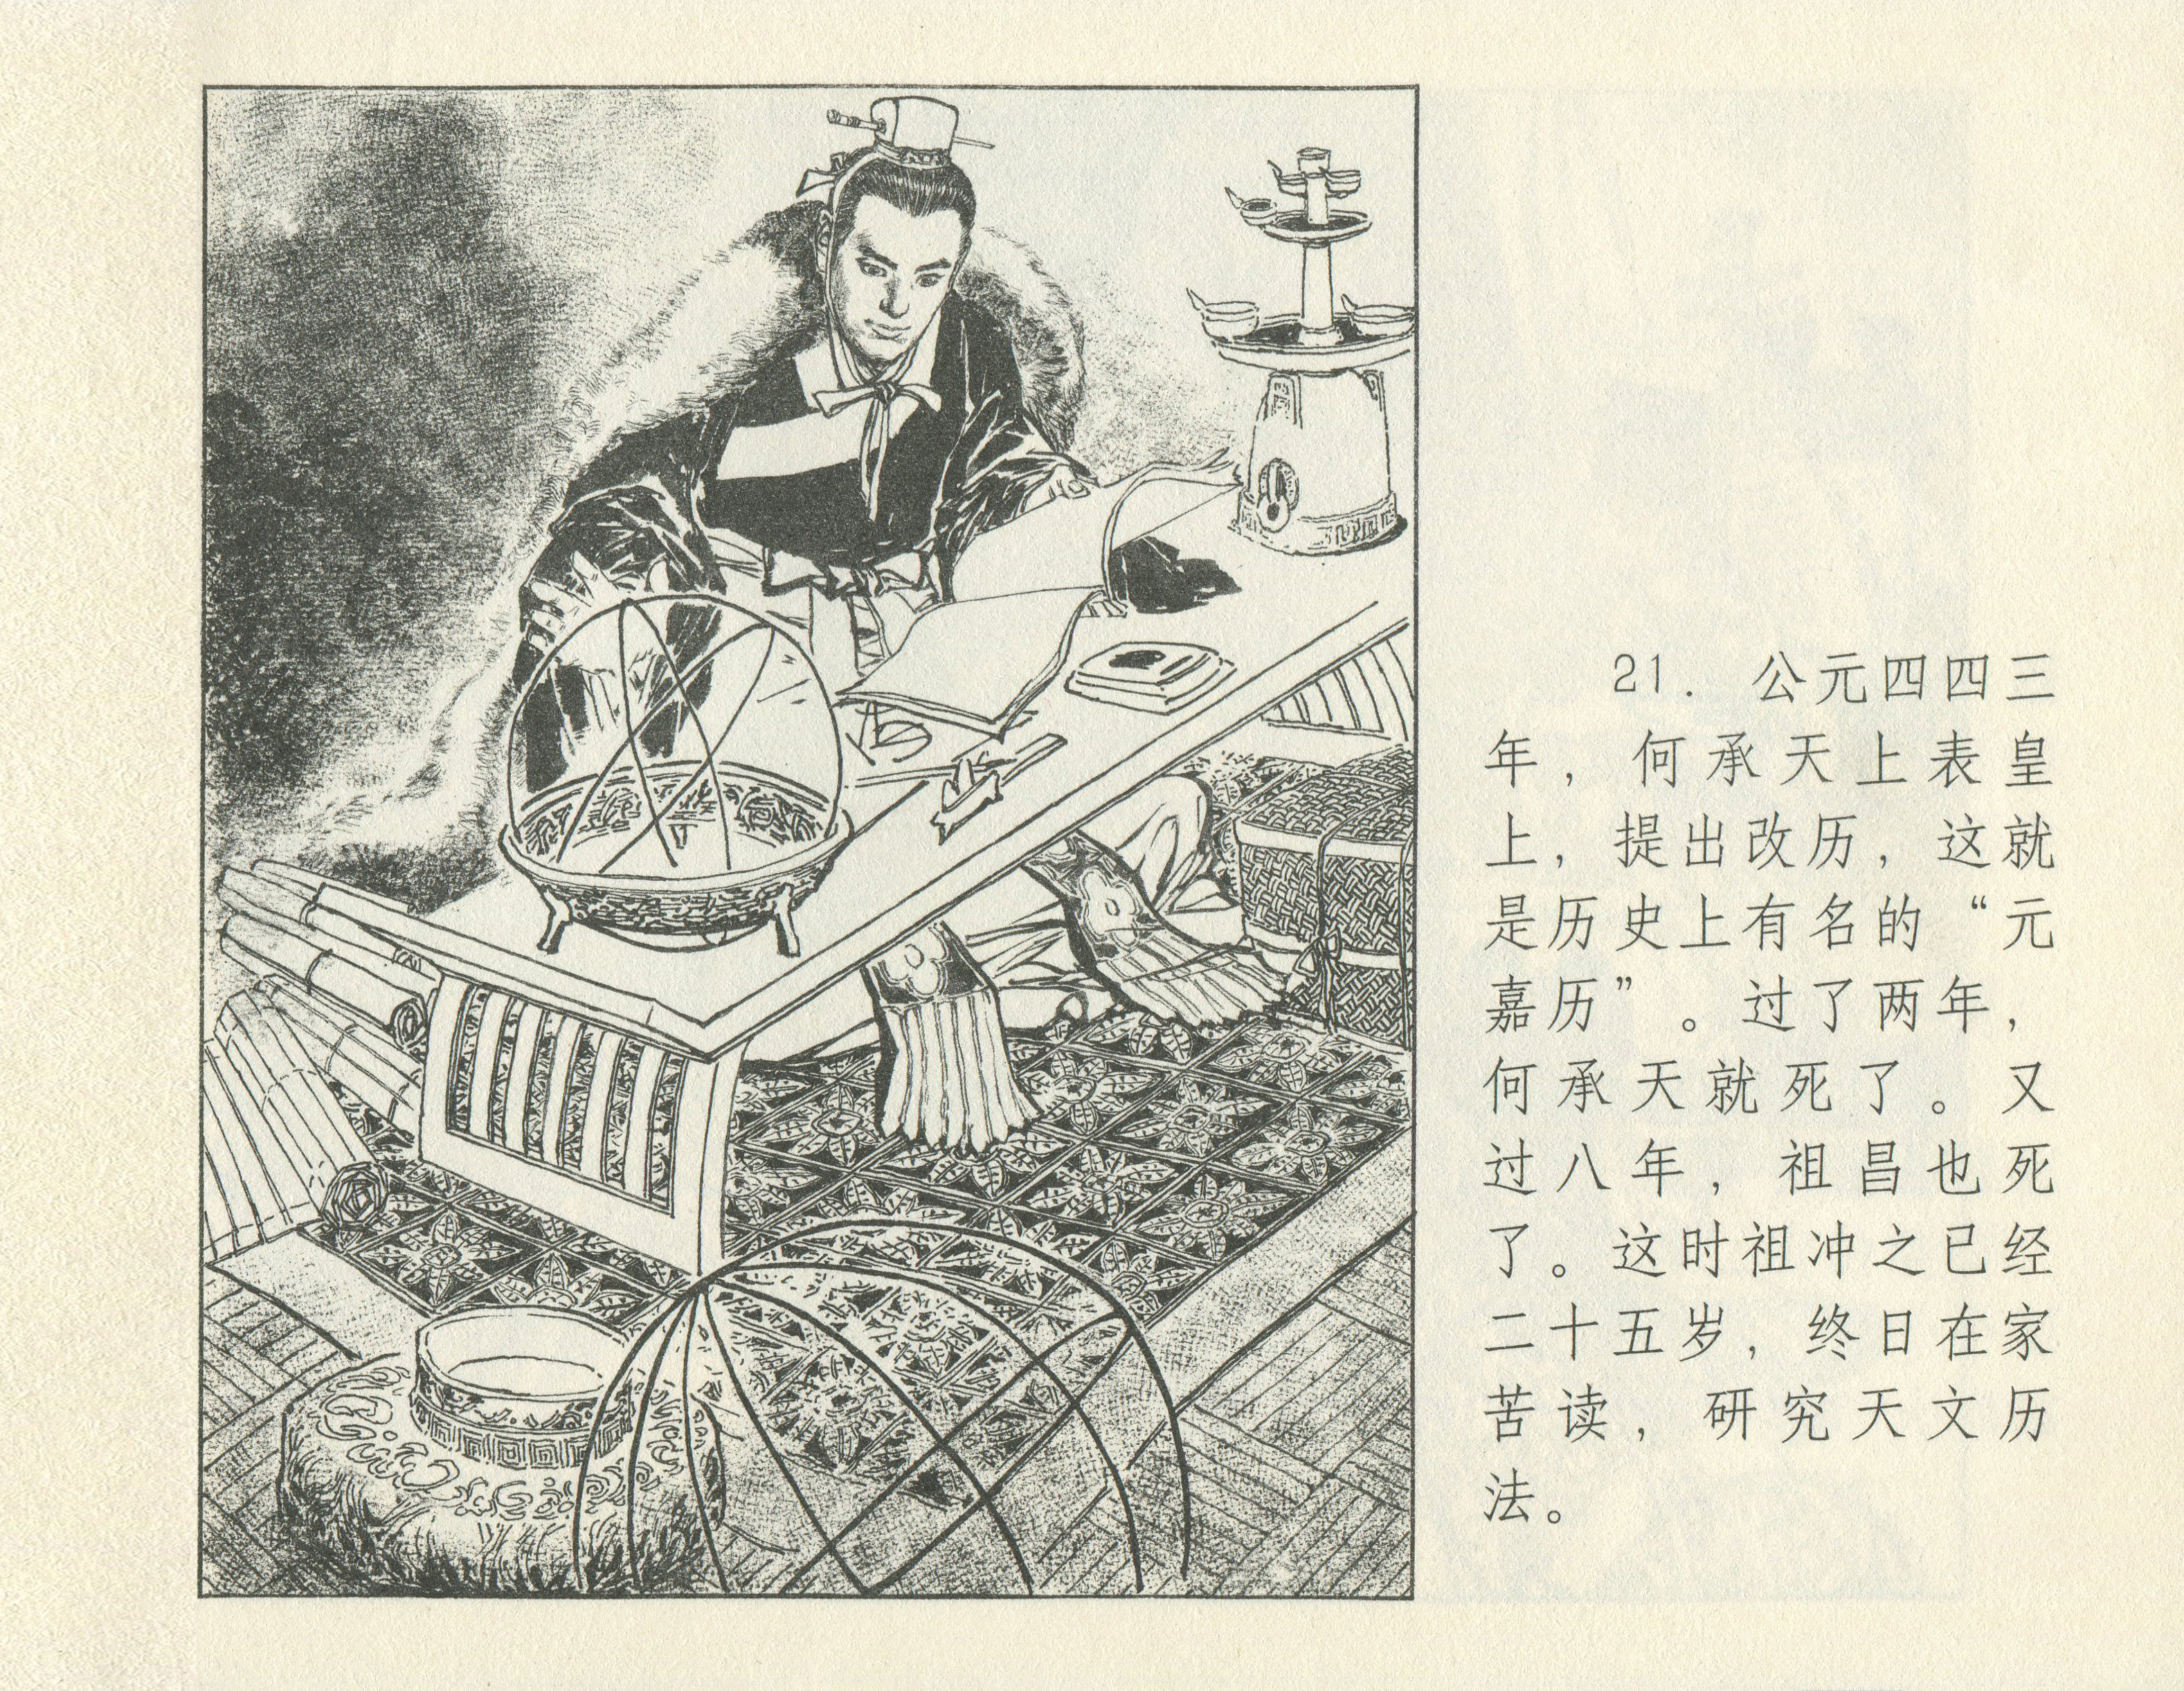 21. 公元四四三
年，何承天上表皇
上，提出改历，这就
是历史上有名的“元
嘉历”。过了两年，
何承天就死了。又
过八年，祖昌也死
了。这时祖冲之已经
二十五岁，终日在家
苦读，研究天文历
法。